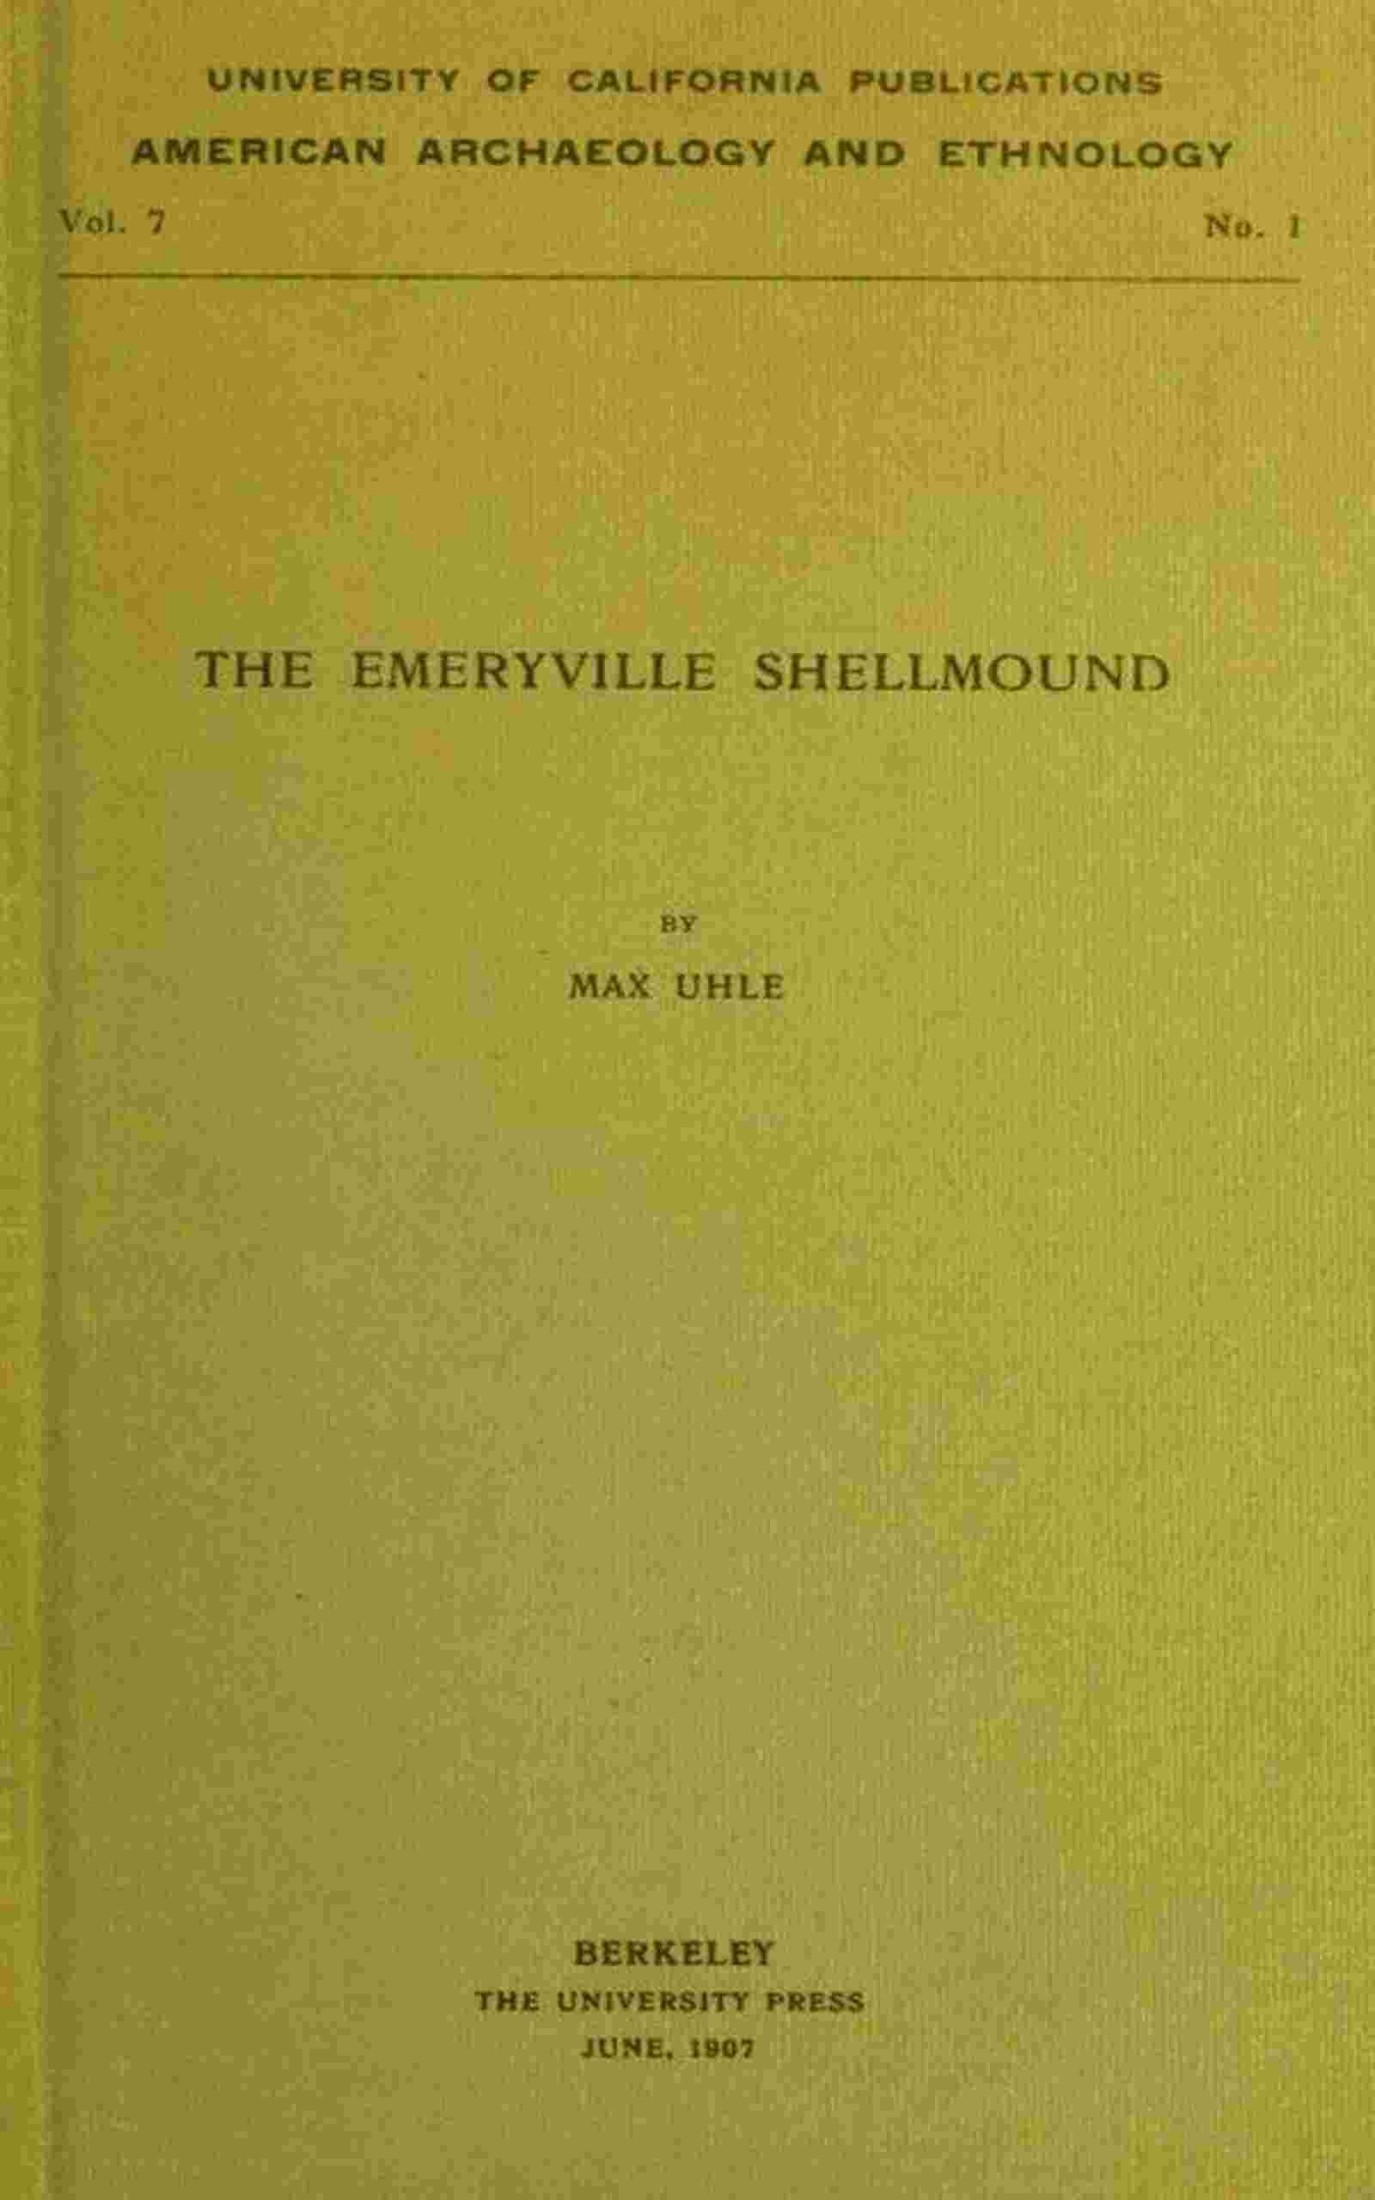 UNIVERSITY OF CALIFORNIA PUBLICATIONS
AMERICAN ARCHAEOLOGY AND ETHNOLOGY
Vol. 7 No. 1
THE EMERYVILLE SHELLMOUND
BY
MAX UHLE
BERKELEY
THE UNIVERSITY PRESS
JUNE, 1907